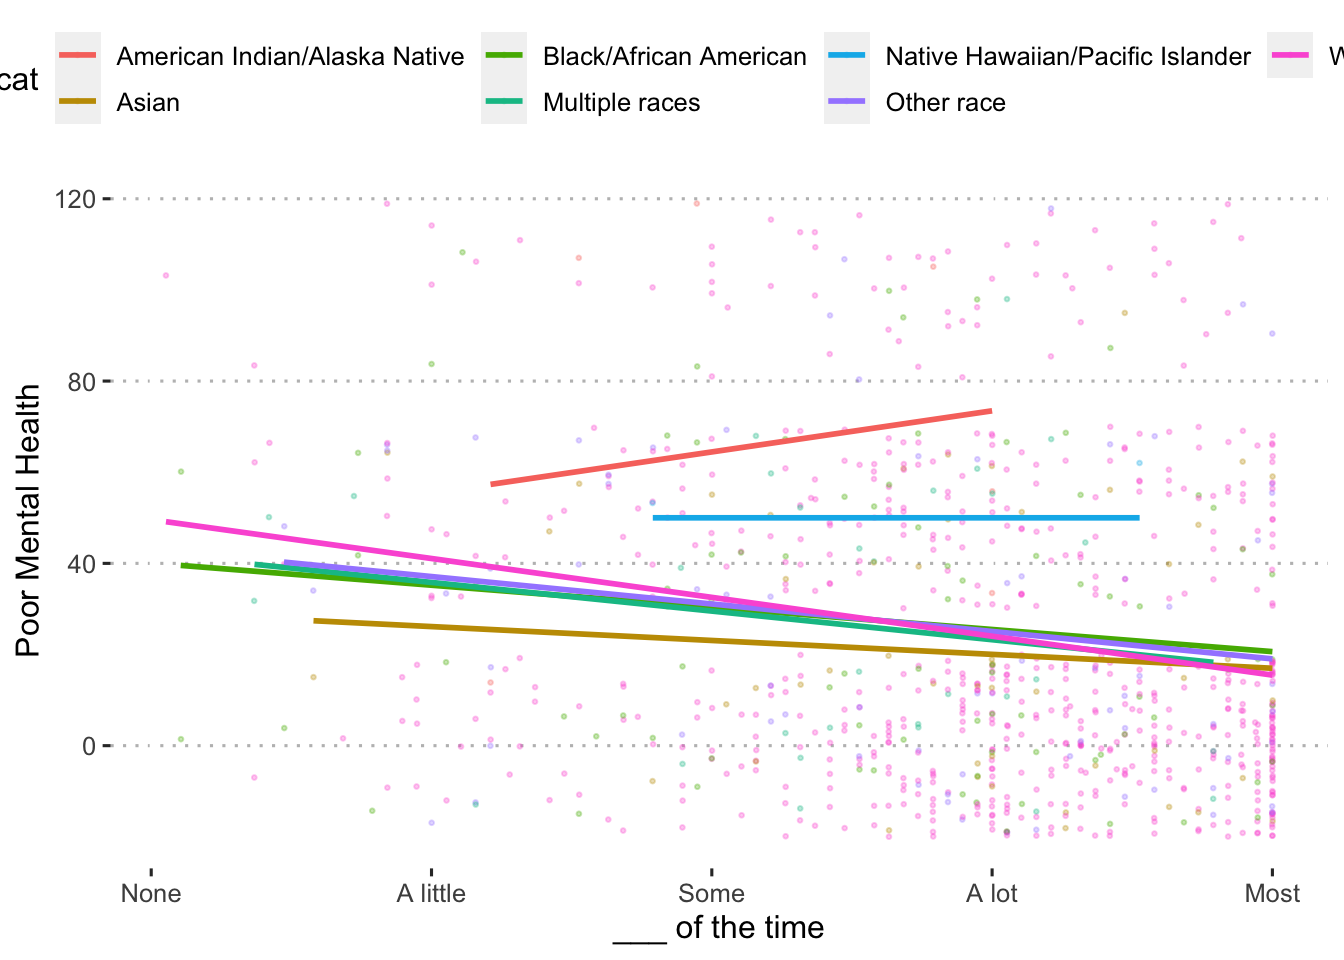 cat
American Indian/Alaska Native
Black/African American
Native Hawaiian/Pacific Islander
Asian
Multiple races
Other race
120
80
40
0
Poor Mental Health
None
A little
Some
A lot
Most
___ of the time